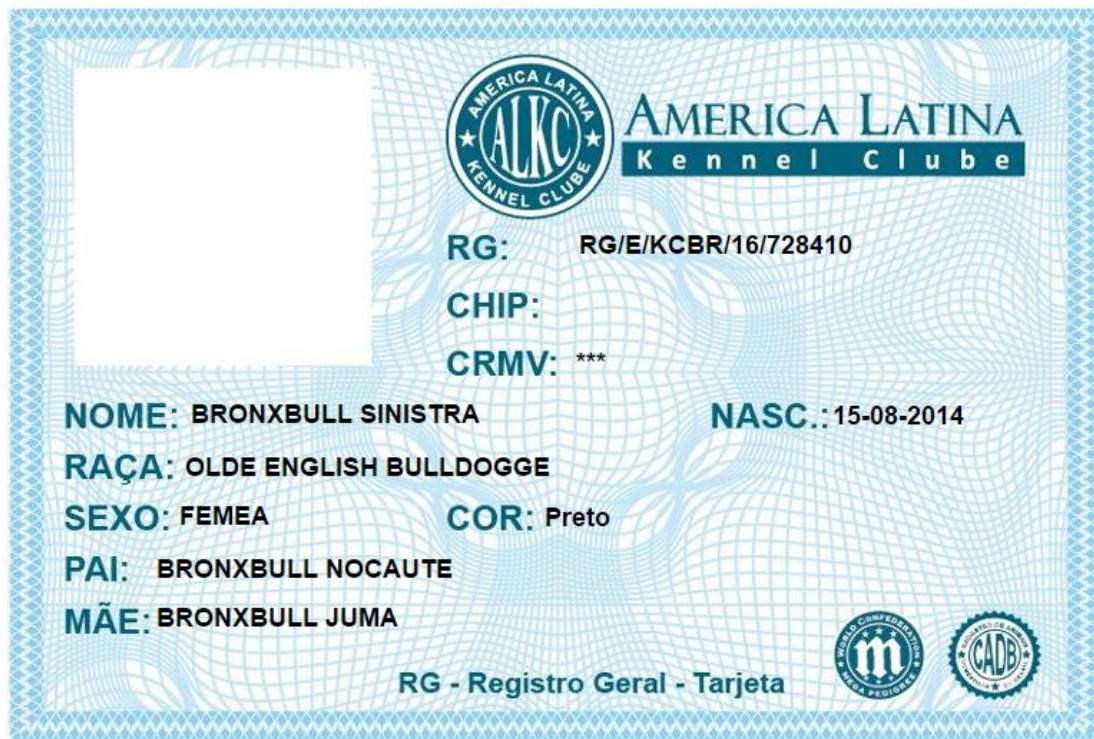 AMERICA LATINA
ALKC
KENNEL CLUBE
AMERICA LATINA
Kennel Clube
RG: RG/E/KCBR/16/728410
CHIP:
CRMV: ***
NOME: BRONXBULL SINISTRA NASC.: 15-08-2014
RAÇA: OLDE ENGLISH BULLDOGGE
SEXO: FEMEA COR: Preto
PAI: BRONXBULL NOCAUTE
MÃE: BRONXBULL JUMA
WORLD CONFEDERATION
m
MEGA PEDIGREE
CADB
RG - Registro Geral - Tarjeta